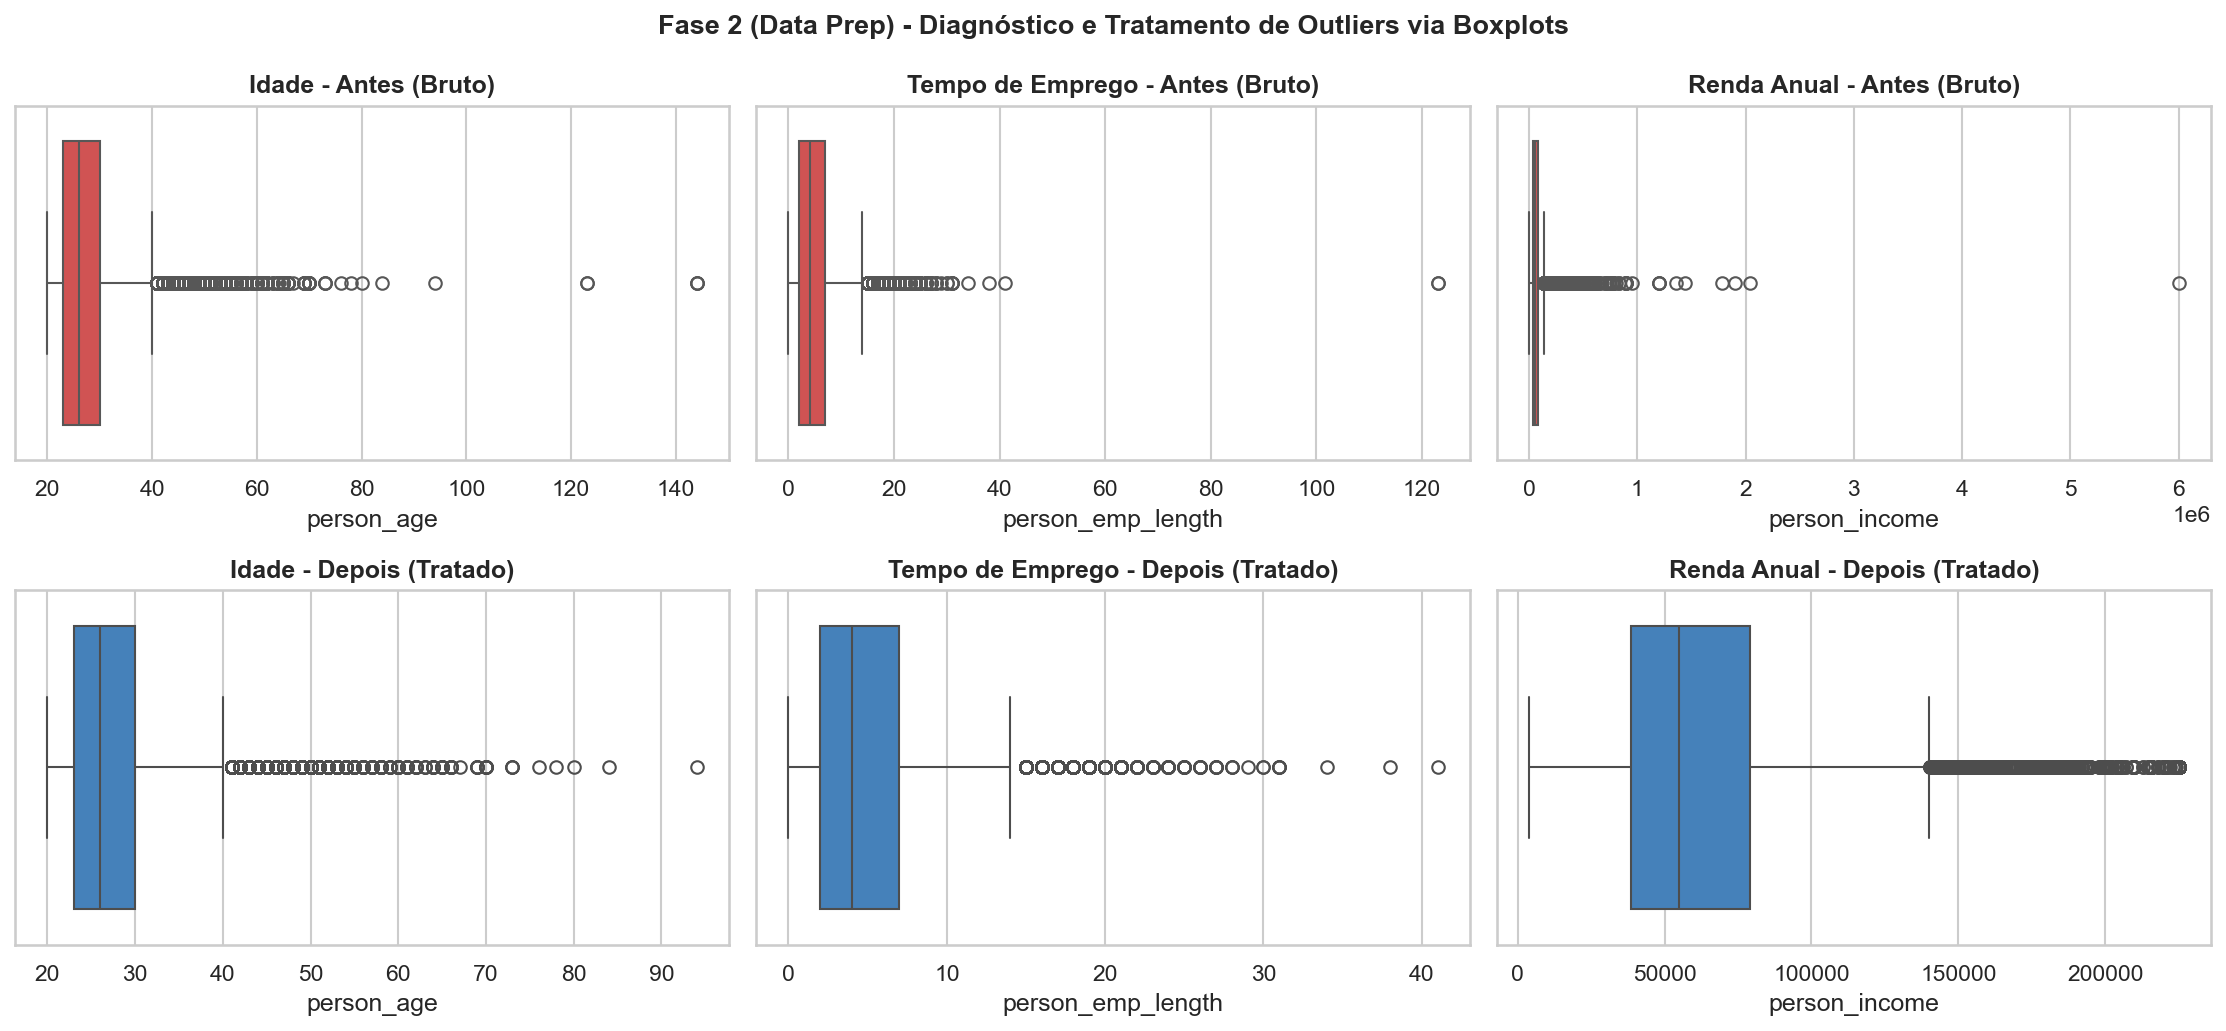 Fase 2 (Data Prep) - Diagnóstico e Tratamento de Outliers via Boxplots
Idade - Antes (Bruto)
20 40 60 80 100 120 140
person_age
Tempo de Emprego - Antes (Bruto)
0 20 40 60 80 100 120
person_emp_length
Renda Anual - Antes (Bruto)
0 1 2 3 4 5 6
1e6
person_income
Idade - Depois (Tratado)
20 30 40 50 60 70 80 90
person_age
Tempo de Emprego - Depois (Tratado)
0 10 20 30 40
person_emp_length
Renda Anual - Depois (Tratado)
0 50000 100000 150000 200000
person_income